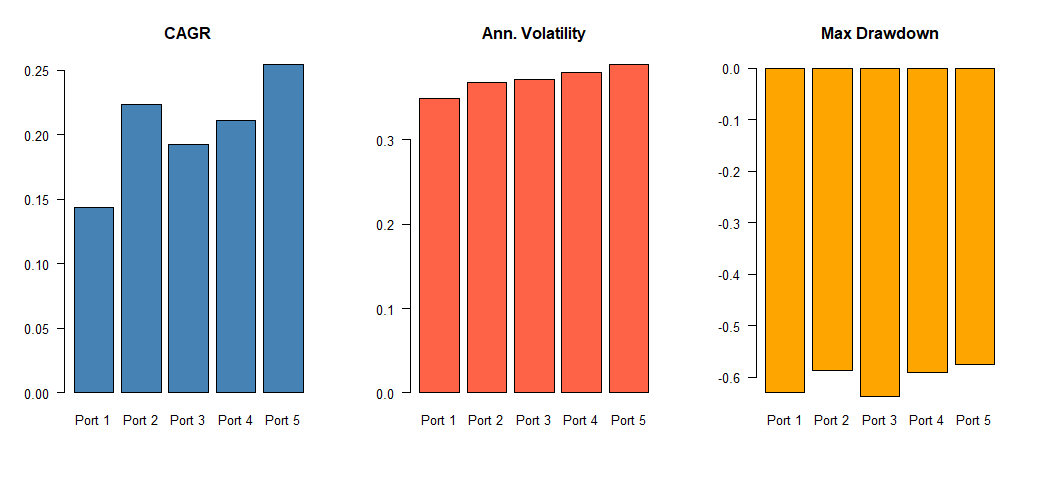 CAGR
0.25
0.20
0.15
0.10
0.05
0.00
Port 1 Port 2 Port 3 Port 4 Port 5
Ann. Volatility
0.3
0.2
0.1
0.0
Port 1 Port 2 Port 3 Port 4 Port 5
Max Drawdown
0.0
-0.1
-0.2
-0.3
-0.4
-0.5
-0.6
Port 1 Port 2 Port 3 Port 4 Port 5